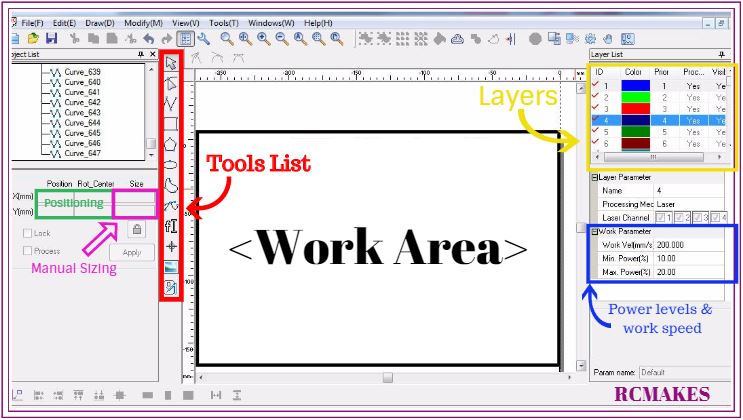 File(F) Edit(E) Draw(D) Modify(M) View(V) Tools(T) Windows(W) Help(H)
Object List
Layer List
Curve_639
Curve_640
Curve_641
Curve_642
Curve_643
Curve_644
Curve_645
Curve_646
Curve_647
Position Rot_Center Size
X(mm)
Y(mm)
Positioning
Lock
Process
Apply
Manual Sizing
Tools List
<Work Area>
Layers
ID Color Prior Proc... Visil
1 1 Yes Ye
2 2 Yes Ye
3 3 Yes Ye
4 4 Yes Ye
5 5 Yes Ye
6 6 Yes Ye
Layer Parameter
Name 4
Processing Mec Laser
Laser Channel 1 2 3 4
Work Parameter
Work Vel(mm/s 200.000
Min. Power(%) 10.00
Max. Power(%) 20.00
Power levels &
work speed
Param name: Default
RCMAKES